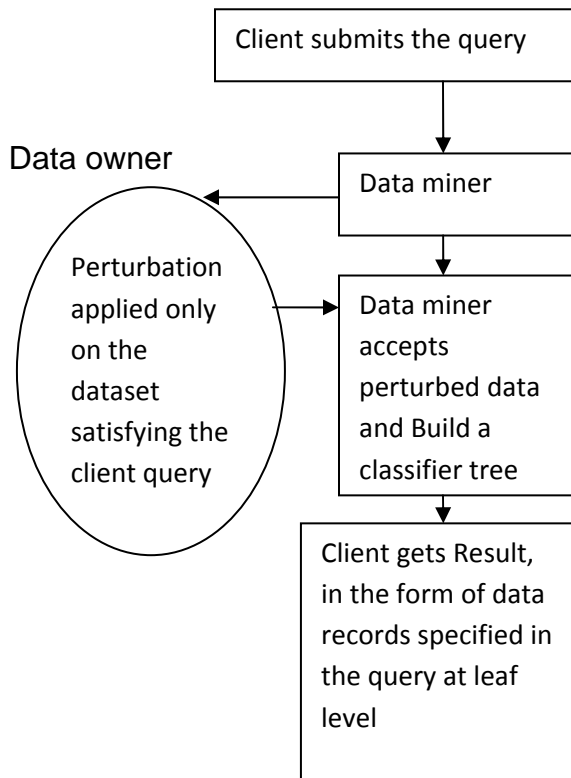 Client submits the query
Data owner
Data miner
Perturbation
applied only
on the
dataset
satisfying the
client query
Data miner
accepts
perturbed data
and Build a
classifier tree
Client gets Result,
in the form of data
records specified in
the query at leaf
level